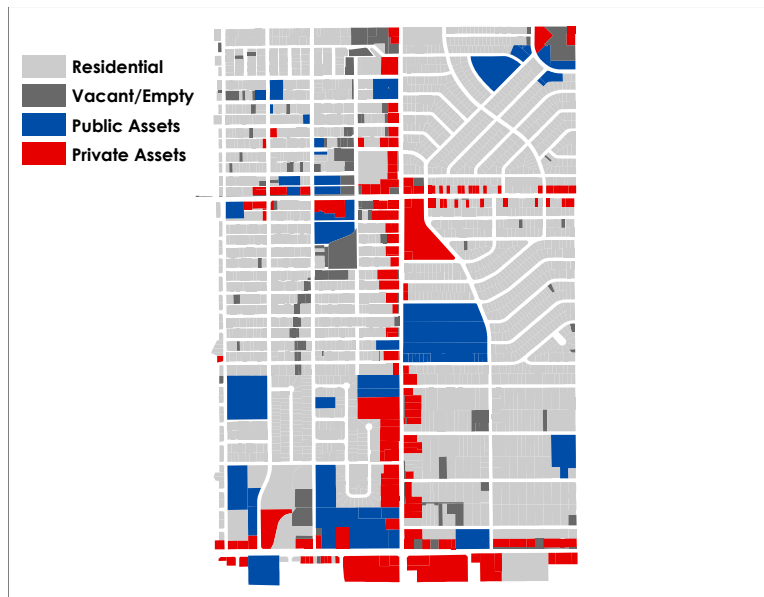 Residential
Vacant/Empty
Public Assets
Private Assets